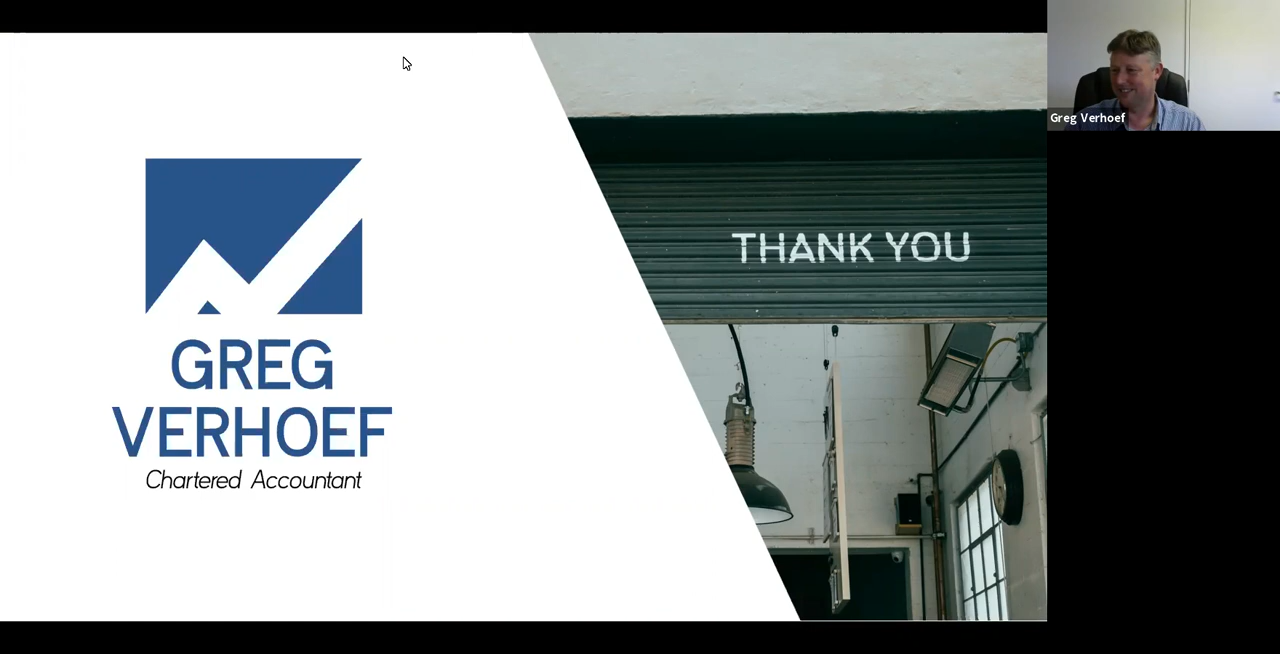 GREG
VERHOEF
Chartered Accountant
THANK YOU
Greg Verhoef